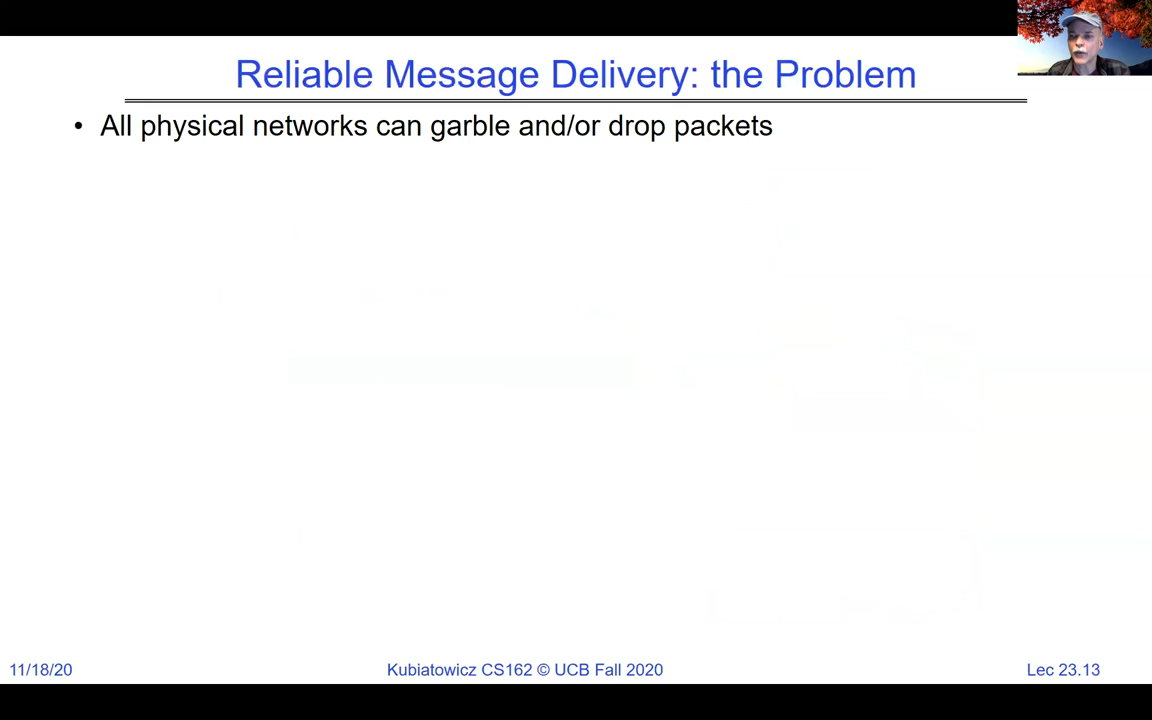 Reliable Message Delivery: the Problem
• All physical networks can garble and/or drop packets
11/18/20
Kubiatowicz CS162 © UCB Fall 2020
Lec 23.13